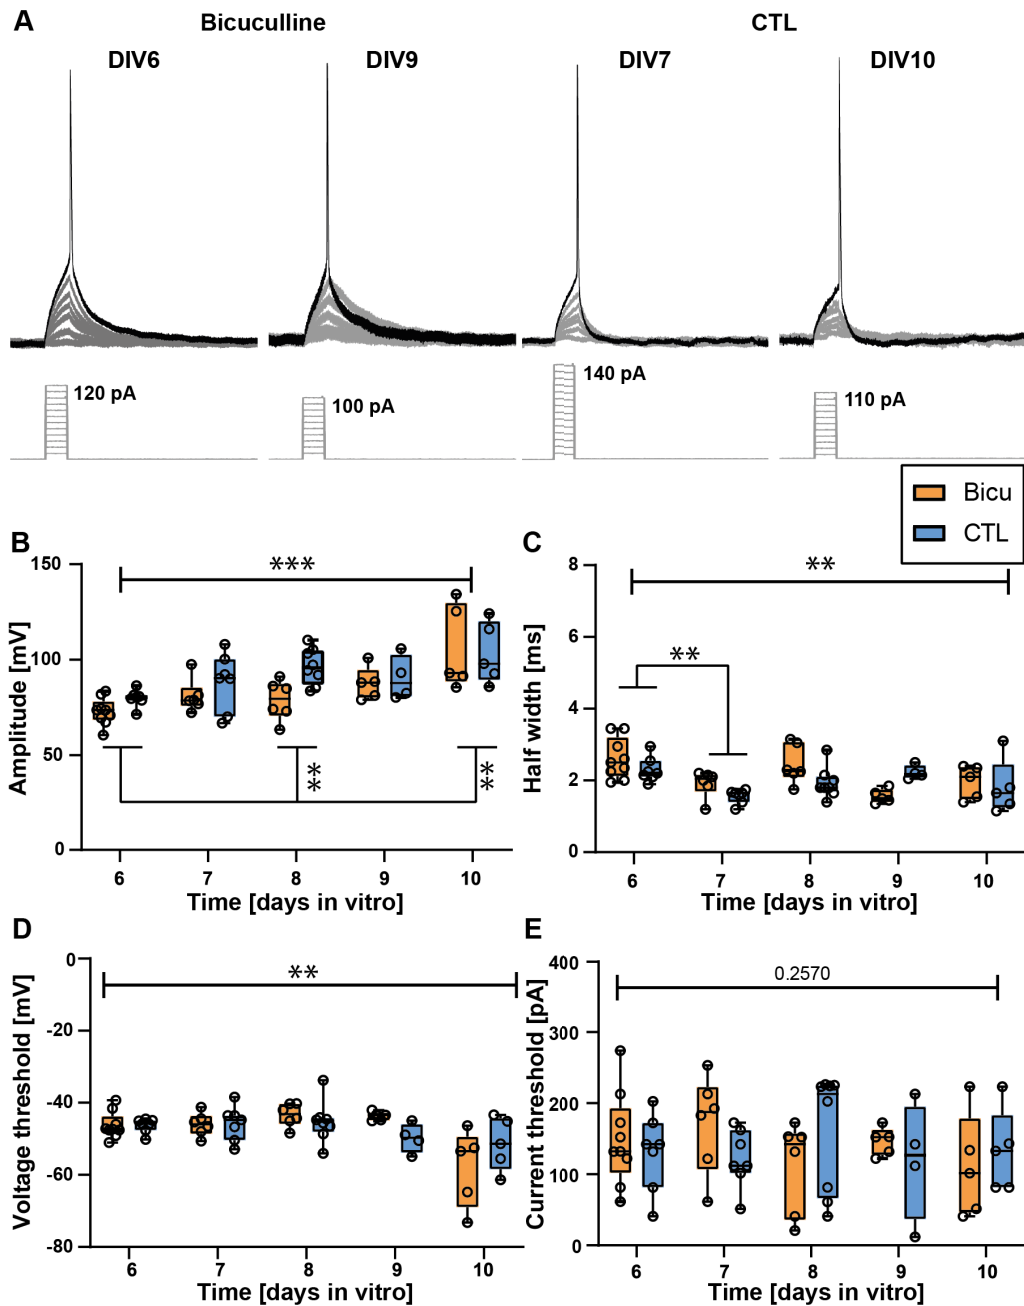 A
Bicuculline
CTL
DIV6
DIV9
DIV7
DIV10
120 pA
100 pA
140 pA
110 pA
Bicu
CTL
B
Amplitude [mV]
150
100
50
0
***
**
**
6 7 8 9 10
Time [days in vitro]
C
Half width [ms]
8
6
4
2
0
**
**
6 7 8 9 10
Time [days in vitro]
D
Voltage threshold [mV]
0
-20
-40
-60
-80
**
6 7 8 9 10
Time [days in vitro]
E
Current threshold [pA]
400
300
200
100
0
0.2570
6 7 8 9 10
Time [days in vitro]